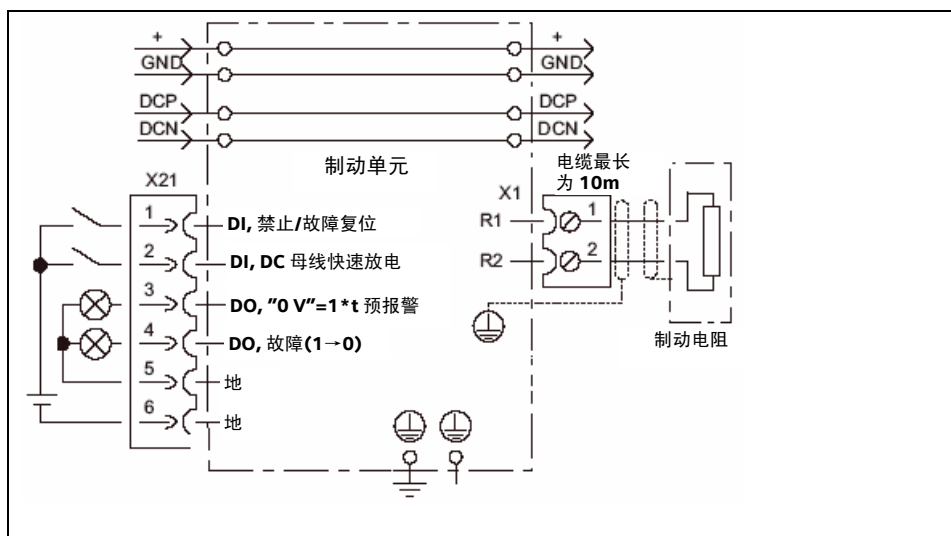 +
+
GND
GND
DCP
DCP
DCN
DCN
制动单元
电缆最长
为 10m
X21
X1
1
DI, 禁止/故障复位
R1
1
2
DI, DC 母线快速放电
R2
2
3
DO, "0 V"=1*t 预报警
4
DO, 故障(1→0)
制动电阻
5
地
6
地